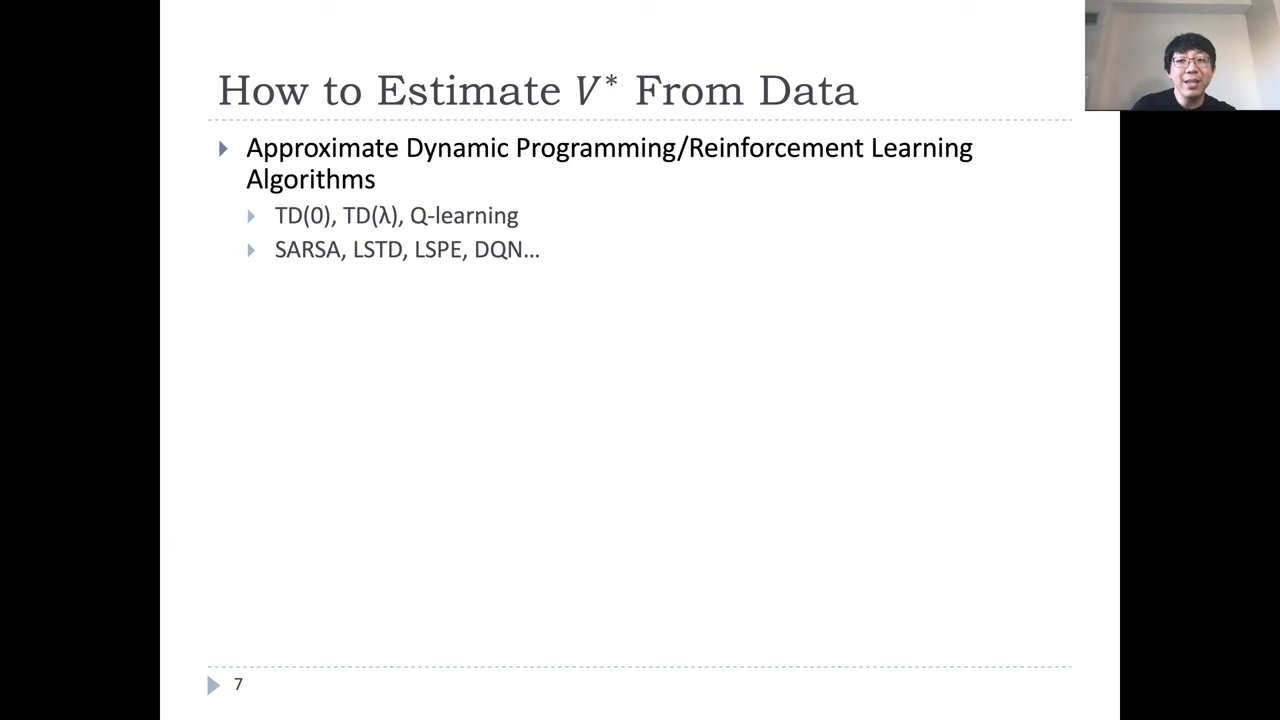 How to Estimate V* From Data
Approximate Dynamic Programming/Reinforcement Learning
Algorithms
TD(0), TD(λ), Q-learning
SARSA, LSTD, LSPE, DQN…
7